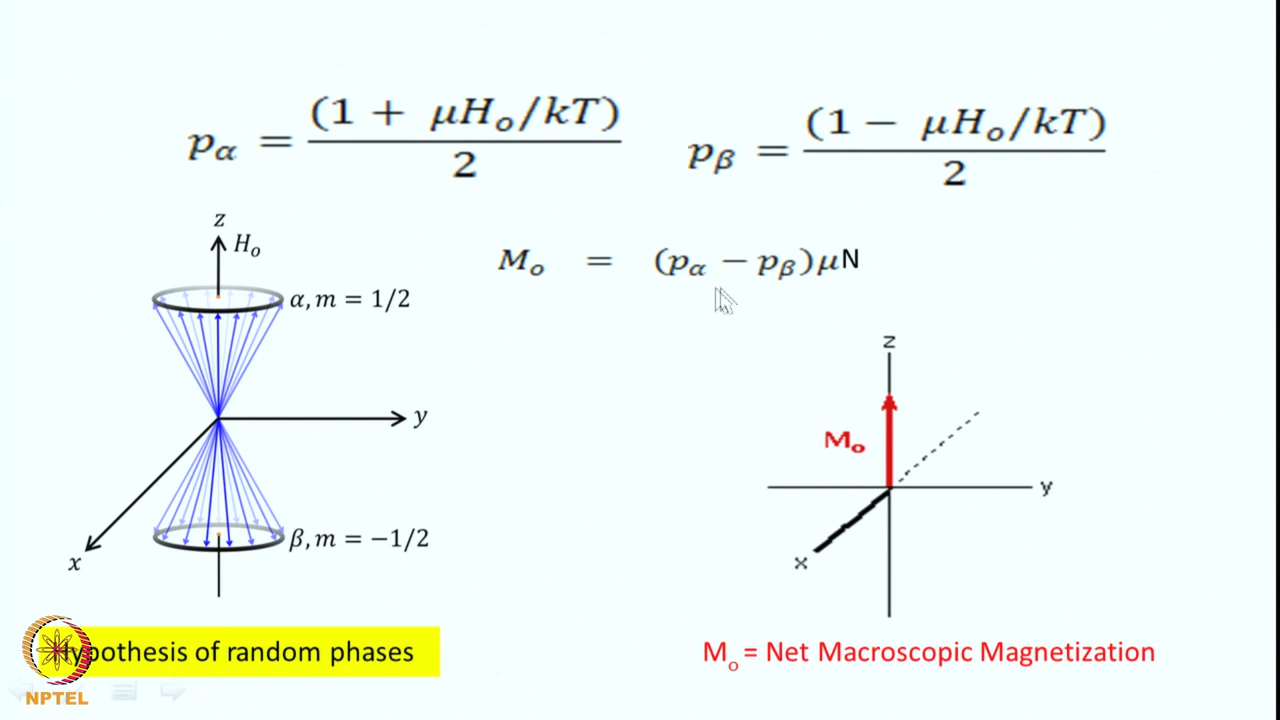 pα = (1 + μHo/kT) / 2
pβ = (1 − μHo/kT) / 2
z
Ho
Mo = (pα − pβ)μN
α, m = 1/2
z
y
Mo
y
β, m = −1/2
x
x
Hypothesis of random phases
Mo = Net Macroscopic Magnetization
NPTEL